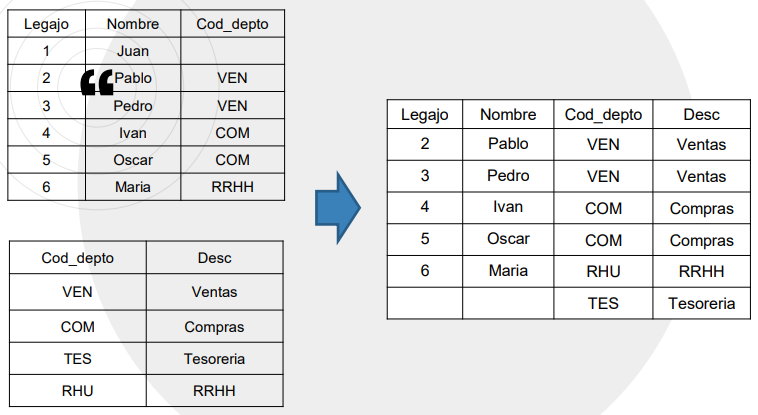 Legajo Nombre Cod_depto
1 Juan
2 Pablo VEN
3 Pedro VEN
4 Ivan COM
5 Oscar COM
6 Maria RRHH
Cod_depto Desc
VEN Ventas
COM Compras
TES Tesoreria
RHU RRHH
Legajo Nombre Cod_depto Desc
2 Pablo VEN Ventas
3 Pedro VEN Ventas
4 Ivan COM Compras
5 Oscar COM Compras
6 Maria RHU RRHH
TES Tesoreria
“